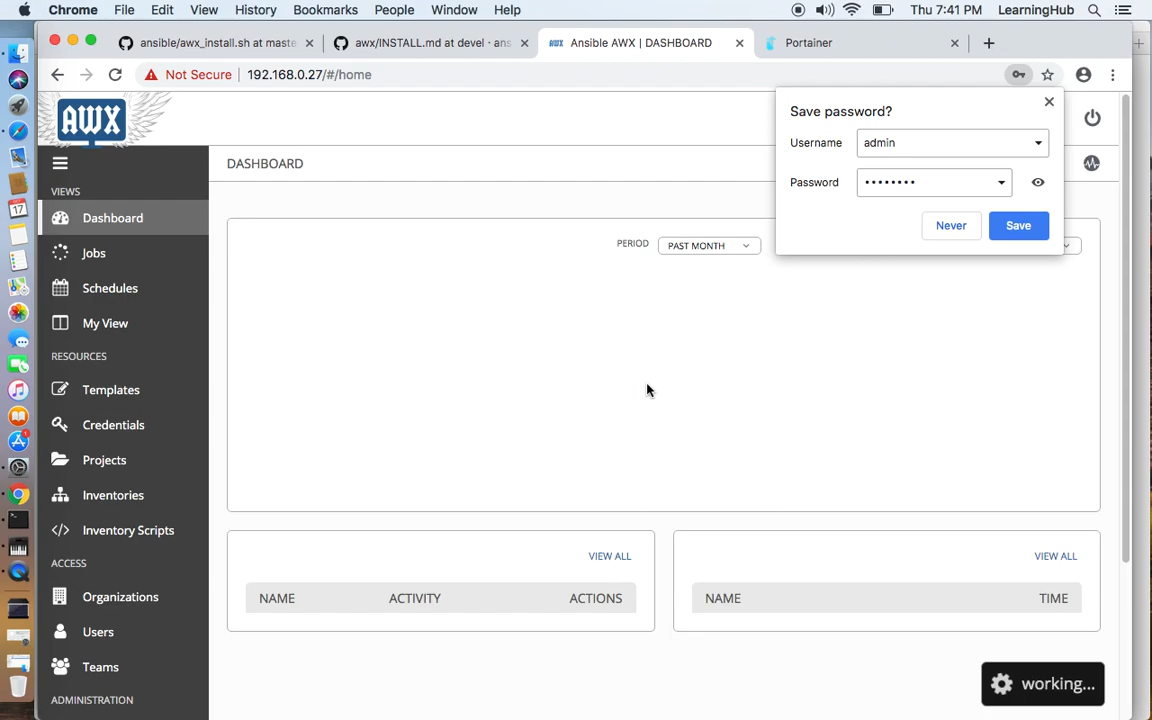 Chrome File Edit View History Bookmarks People Window Help Thu 7:41 PM LearningHub
ansible/awx_install.sh at maste
awx/INSTALL.md at devel · ans
AWX Ansible AWX | DASHBOARD
Portainer
Not Secure 192.168.0.27/#/home
AWX
Save password?
Username admin
Password ••••••••
Never Save
DASHBOARD
VIEWS
Dashboard
Jobs
Schedules
My View
RESOURCES
Templates
Credentials
Projects
Inventories
Inventory Scripts
ACCESS
Organizations
Users
Teams
ADMINISTRATION
PERIOD PAST MONTH
VIEW ALL
NAME ACTIVITY ACTIONS
VIEW ALL
NAME TIME
working...
17